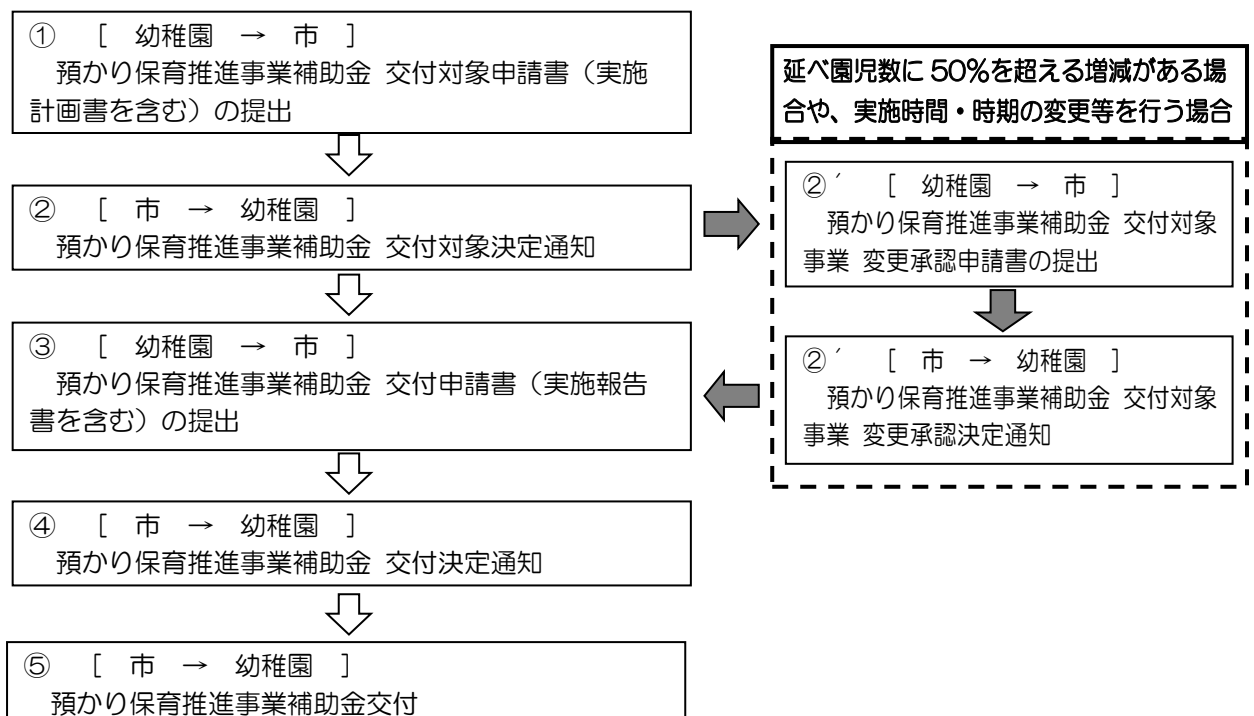 ① [ 幼稚園 → 市 ]
預かり保育推進事業補助金 交付対象申請書（実施
計画書を含む）の提出
② [ 市 → 幼稚園 ]
預かり保育推進事業補助金 交付対象決定通知
延べ園児数に 50％を超える増減がある場
合や、実施時間・時期の変更等を行う場合
②´ [ 幼稚園 → 市 ]
預かり保育推進事業補助金 交付対象
事業 変更承認申請書の提出
②´ [ 市 → 幼稚園 ]
預かり保育推進事業補助金 交付対象
事業 変更承認決定通知
③ [ 幼稚園 → 市 ]
預かり保育推進事業補助金 交付申請書（実施報告
書を含む）の提出
④ [ 市 → 幼稚園 ]
預かり保育推進事業補助金 交付決定通知
⑤ [ 市 → 幼稚園 ]
預かり保育推進事業補助金交付